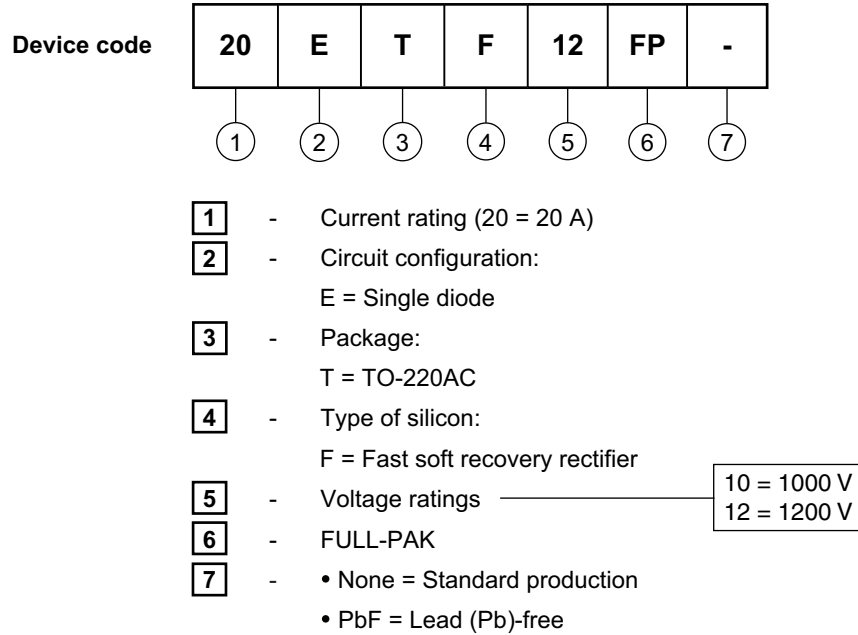 Device code 20 E T F 12 FP -
1 2 3 4 5 6 7
1 - Current rating (20 = 20 A)
2 - Circuit configuration:
E = Single diode
3 - Package:
T = TO-220AC
4 - Type of silicon:
F = Fast soft recovery rectifier
5 - Voltage ratings
10 = 1000 V
12 = 1200 V
6 - FULL-PAK
7 - • None = Standard production
• PbF = Lead (Pb)-free